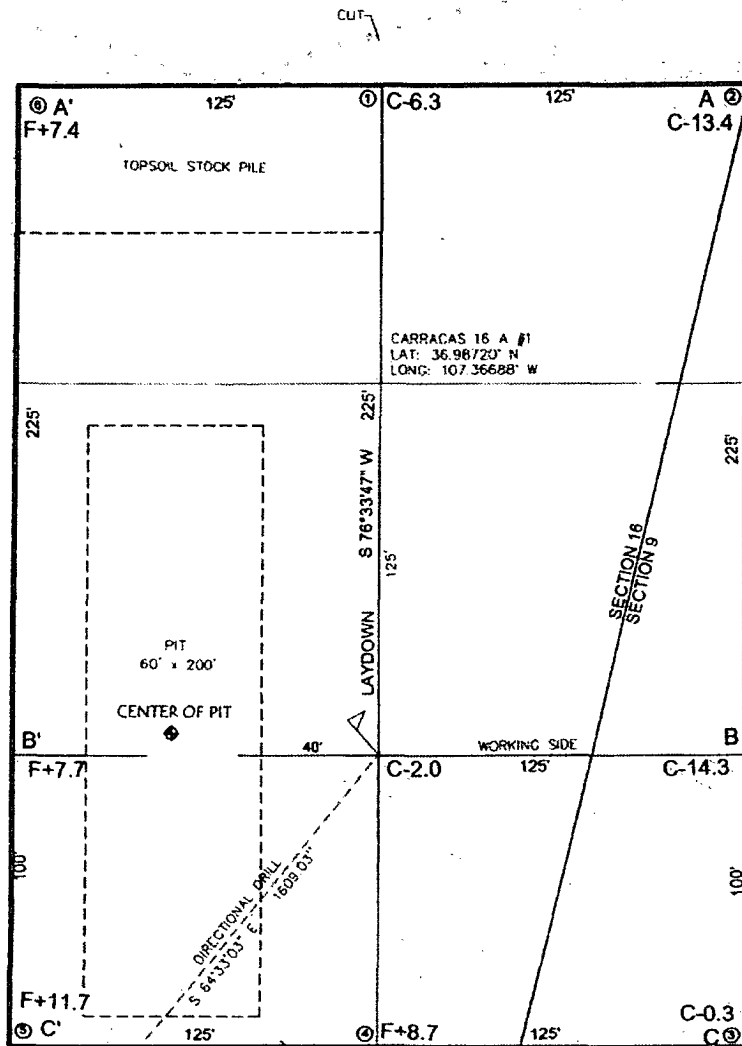 CUT
⑥ A' 125' ① C-6.3 125' A ②
F+7.4 C-13.4
TOPSOIL STOCK PILE
CARRACAS 16 A #1
LAT: 36.98720° N
LONG: 107.36688° W
225'
S 76°33'47" W 225'
225'
125'
LAYDOWN
SECTION 16
SECTION 9
PIT
60' x 200'
CENTER OF PIT
B' 40' WORKING SIDE B
F+7.7 C-2.0 125' C-14.3
100'
DIRECTIONAL DRILL
S 64°33'03" E 1609.03'
100'
F+11.7 C-0.3
⑤ C' 125' ④ F+8.7 125' C ③